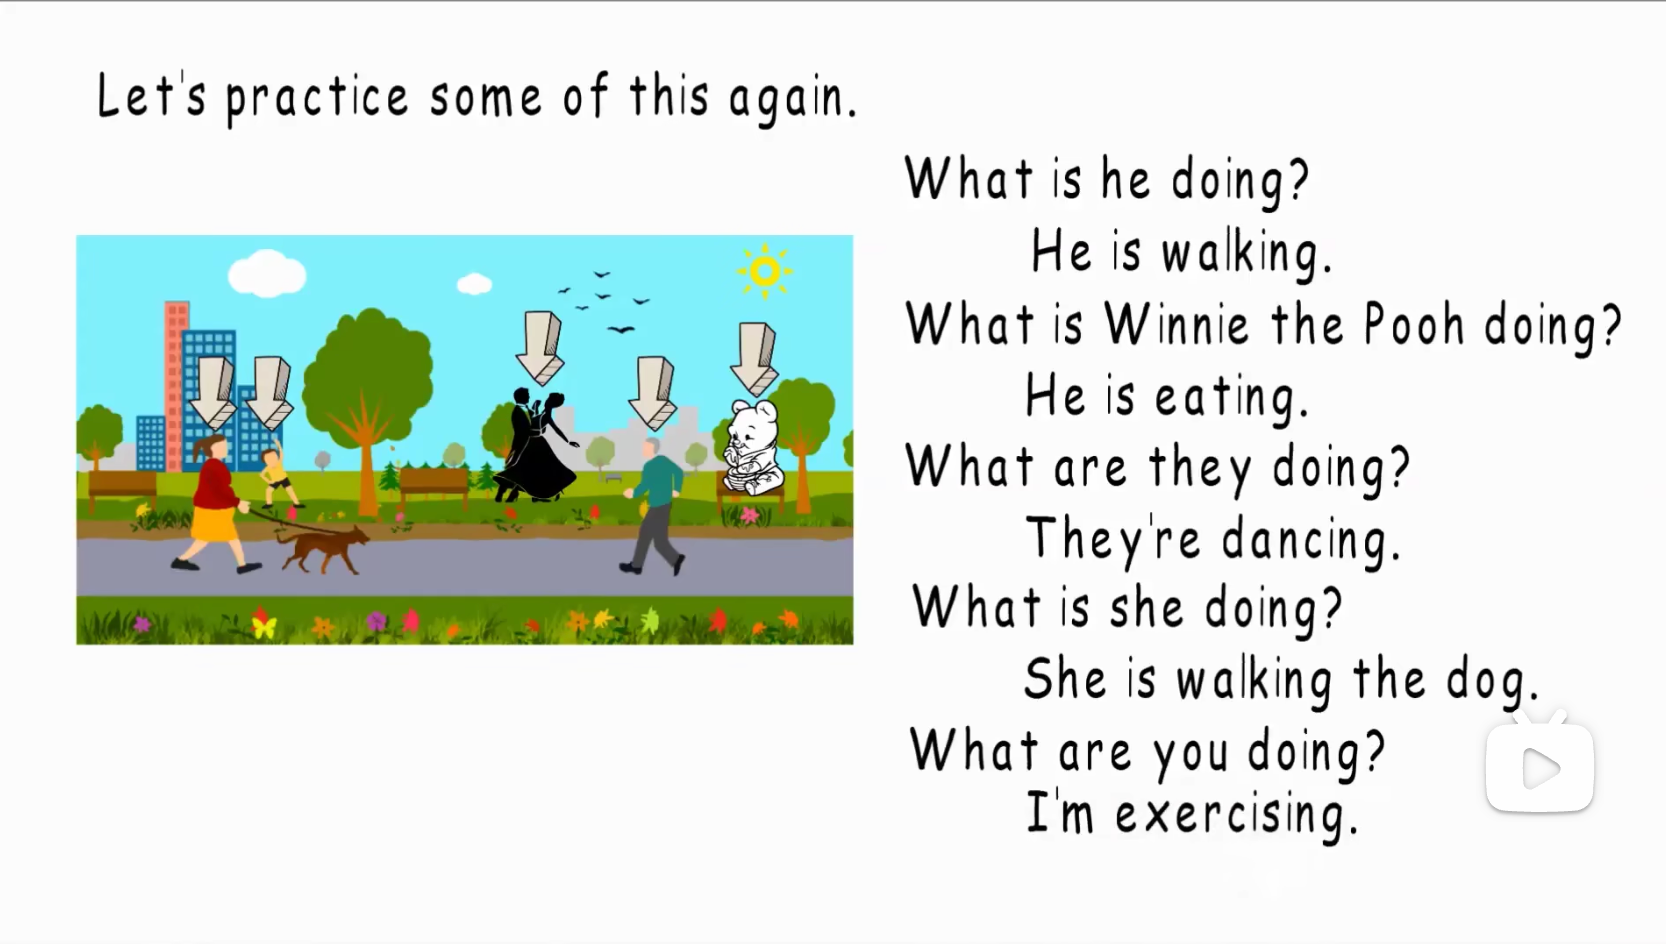 Let's practice some of this again.
What is he doing?
He is walking.
What is Winnie the Pooh doing?
He is eating.
What are they doing?
They're dancing.
What is she doing?
She is walking the dog.
What are you doing?
I'm exercising.